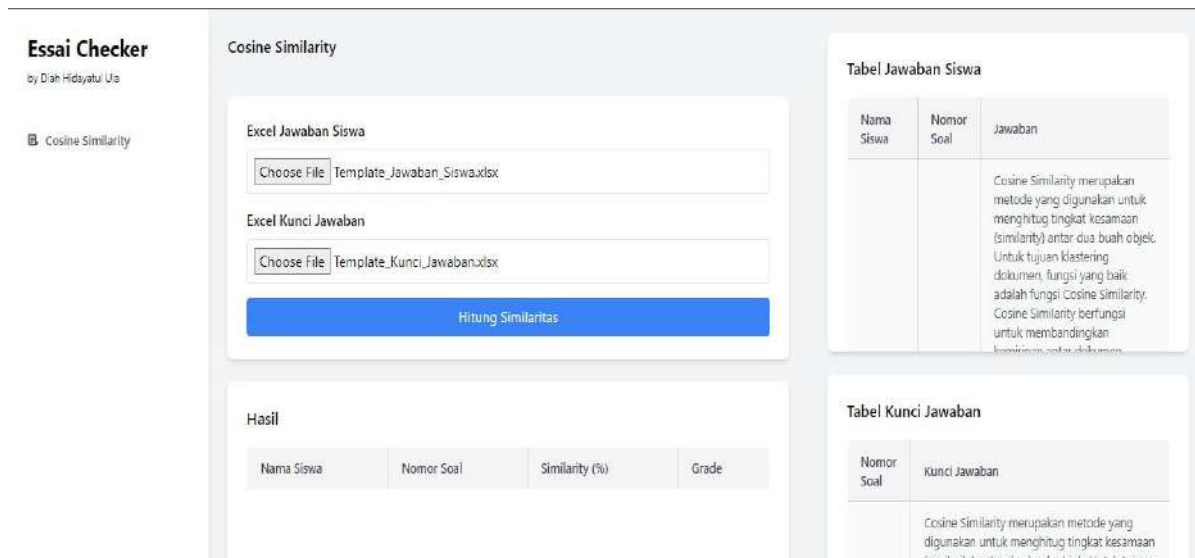 Essai Checker
by Diah Hidayatul Ula
Cosine Similarity
Cosine Similarity
Excel Jawaban Siswa
Choose File Template_Jawaban_Siswa.xlsx
Excel Kunci Jawaban
Choose File Template_Kunci_Jawaban.xlsx
Hitung Similaritas
Hasil
Nama Siswa Nomor Soal Similarity (%) Grade
Tabel Jawaban Siswa
Nama Siswa
Nomor Soal
Jawaban
Cosine Similarity merupakan
metode yang digunakan untuk
menghitug tingkat kesamaan
(similarity) antar dua buah objek.
Untuk tujuan klastering
dokumen, fungsi yang baik
adalah fungsi Cosine Similarity.
Cosine Similarity berfungsi
untuk membandingkan
antar dokumen
Tabel Kunci Jawaban
Nomor Soal
Kunci Jawaban
Cosine Similarity merupakan metode yang
digunakan untuk menghitug tingkat kesamaan